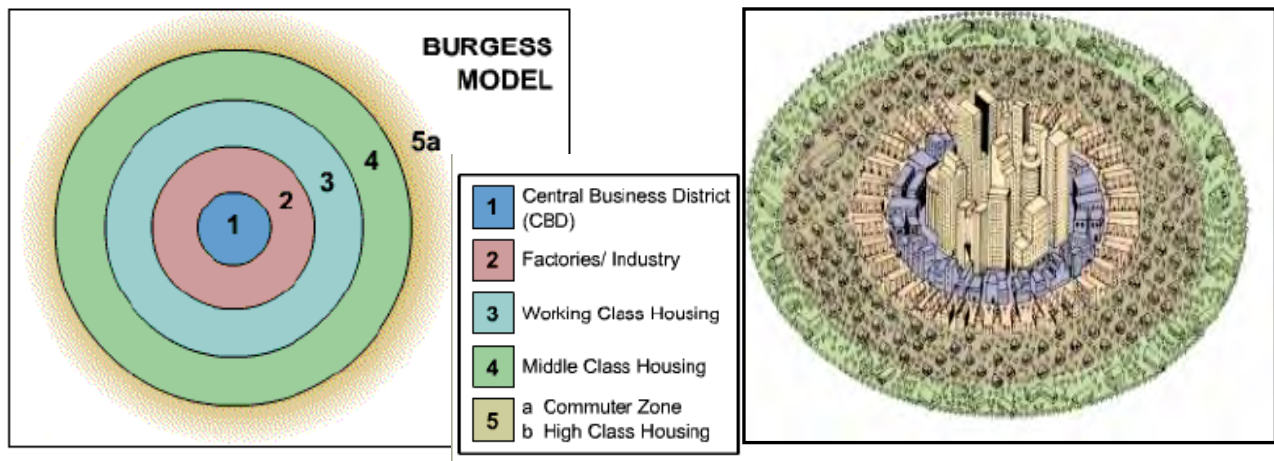 BURGESS
MODEL
5a
4
3
2
1
1 Central Business District
(CBD)
2 Factories/ Industry
3 Working Class Housing
4 Middle Class Housing
5 a Commuter Zone
b High Class Housing